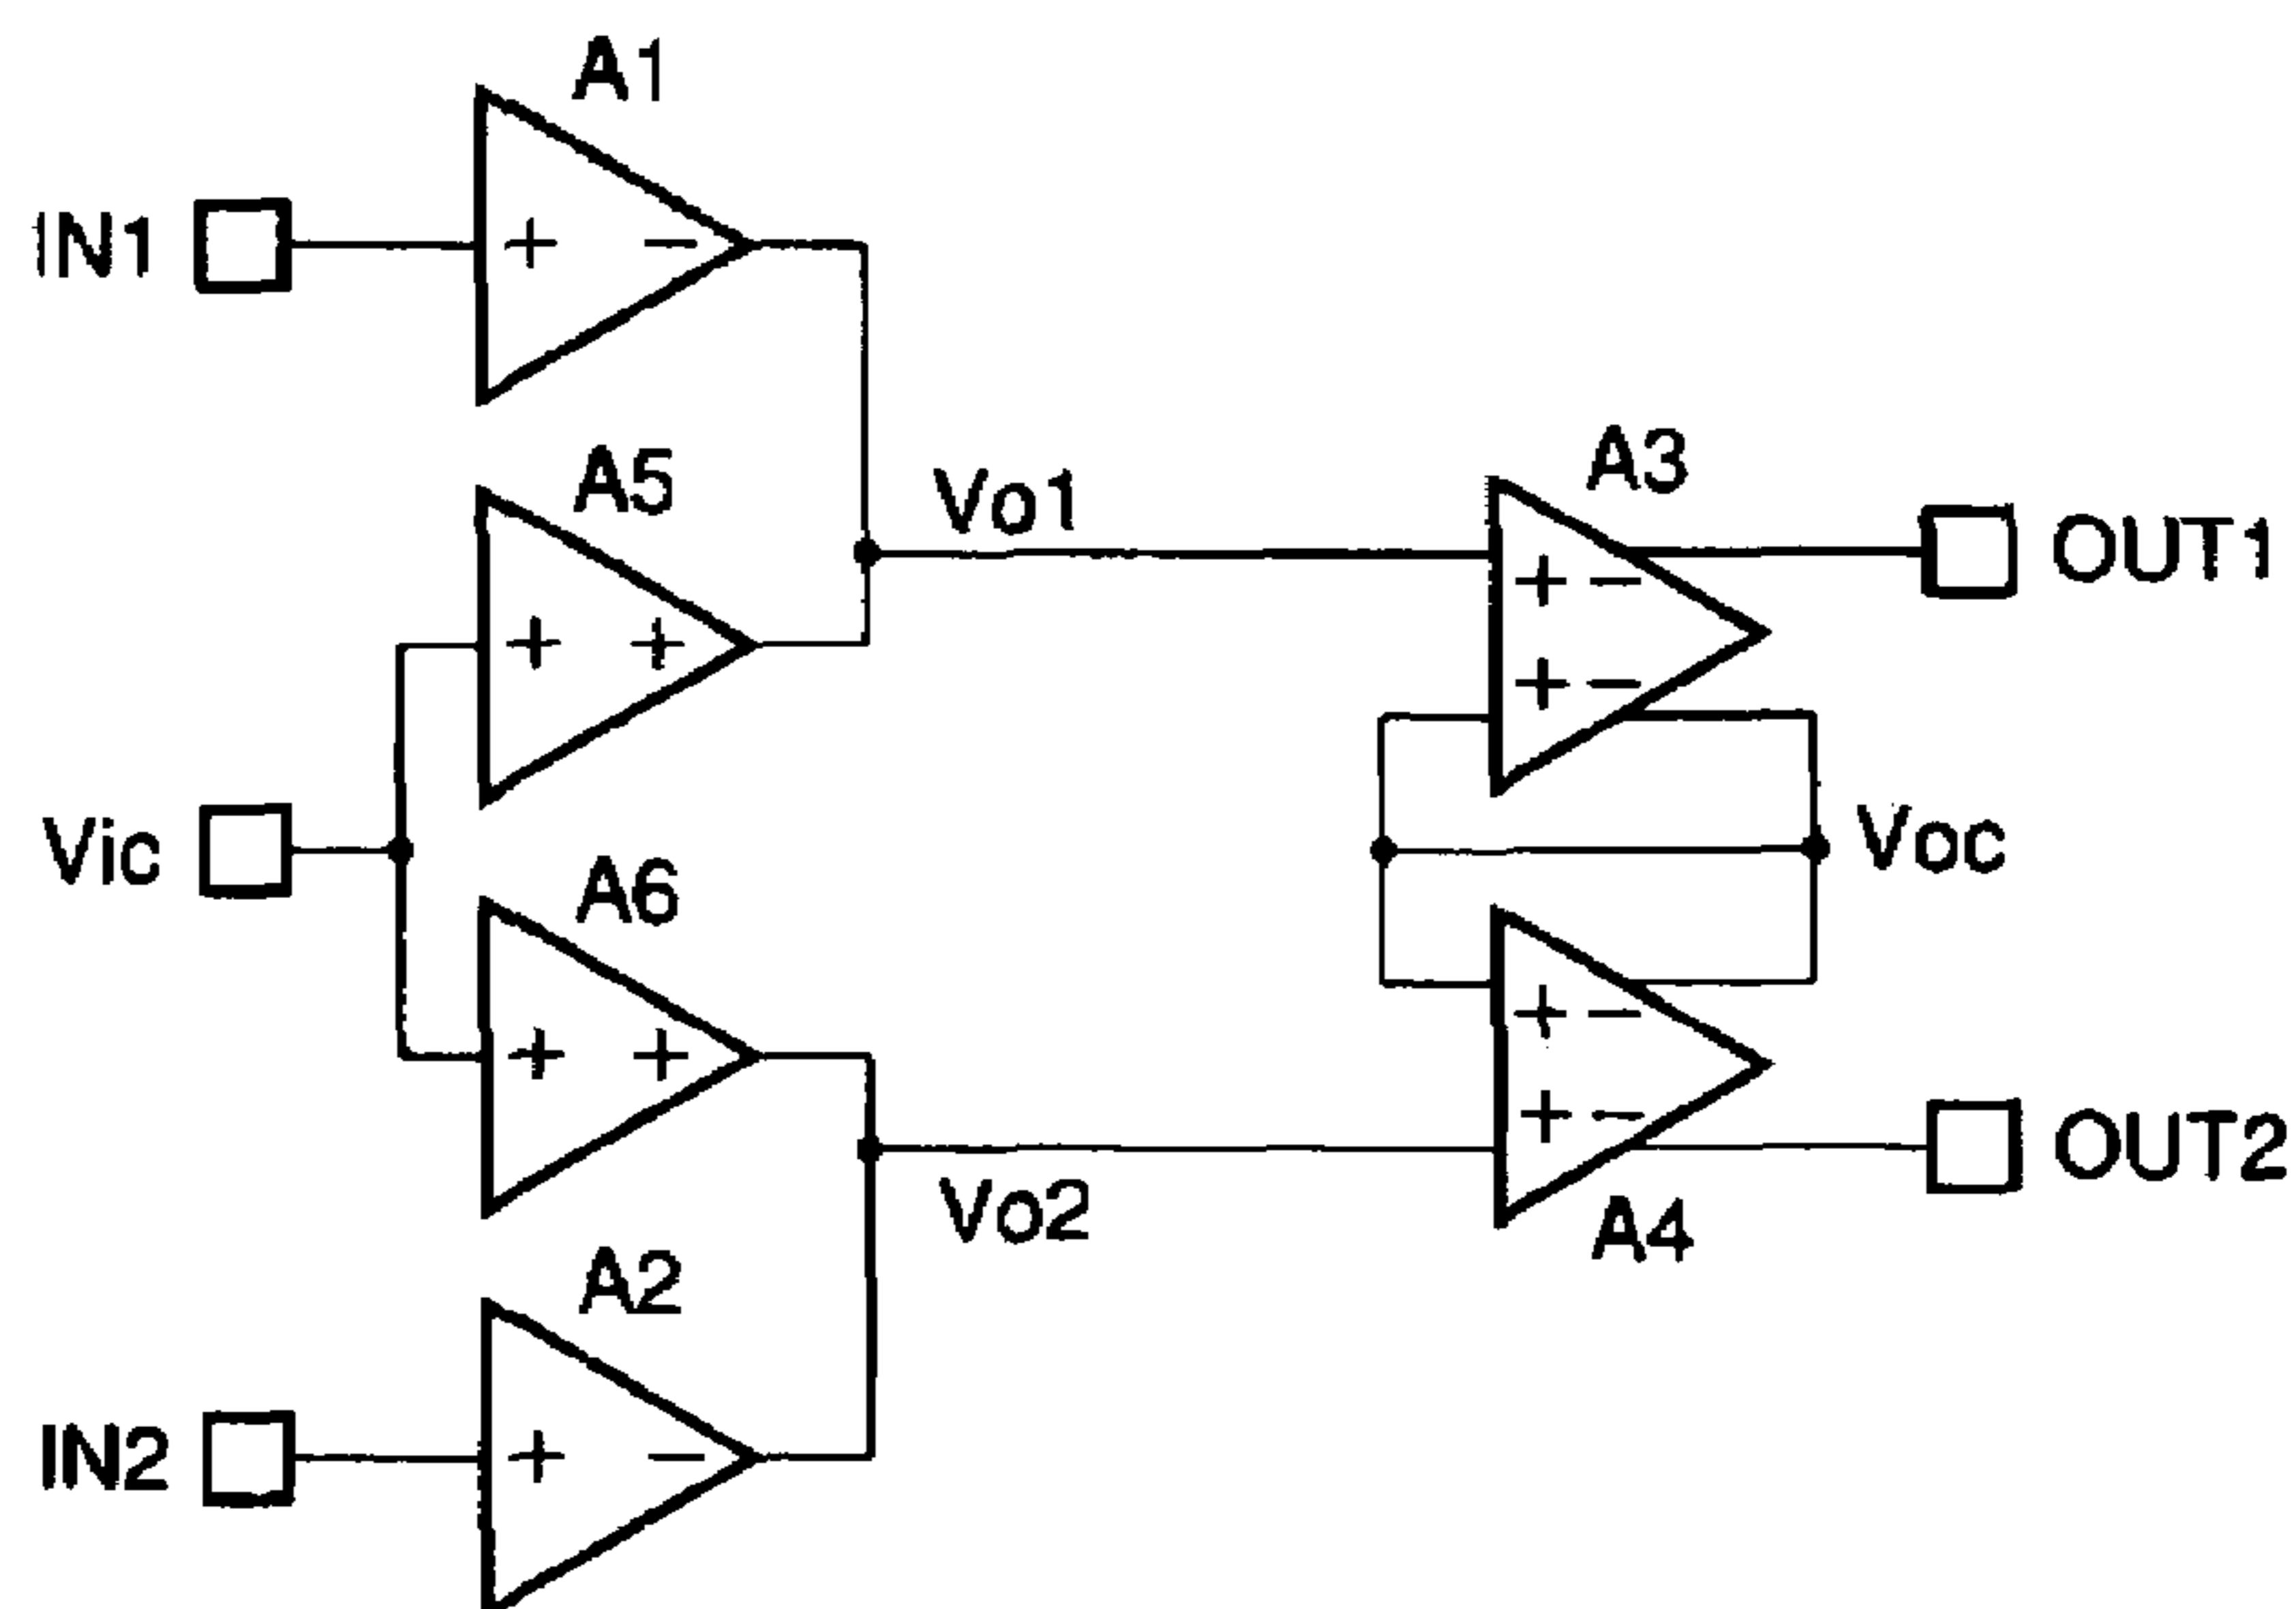 A1
IN1
+ −
A5
Vo1
A3
OUT1
+ −
+ +
+ −
Vic
Voc
A6
+ −
+ +
+ −
OUT2
Vo2
A4
A2
IN2
+ −